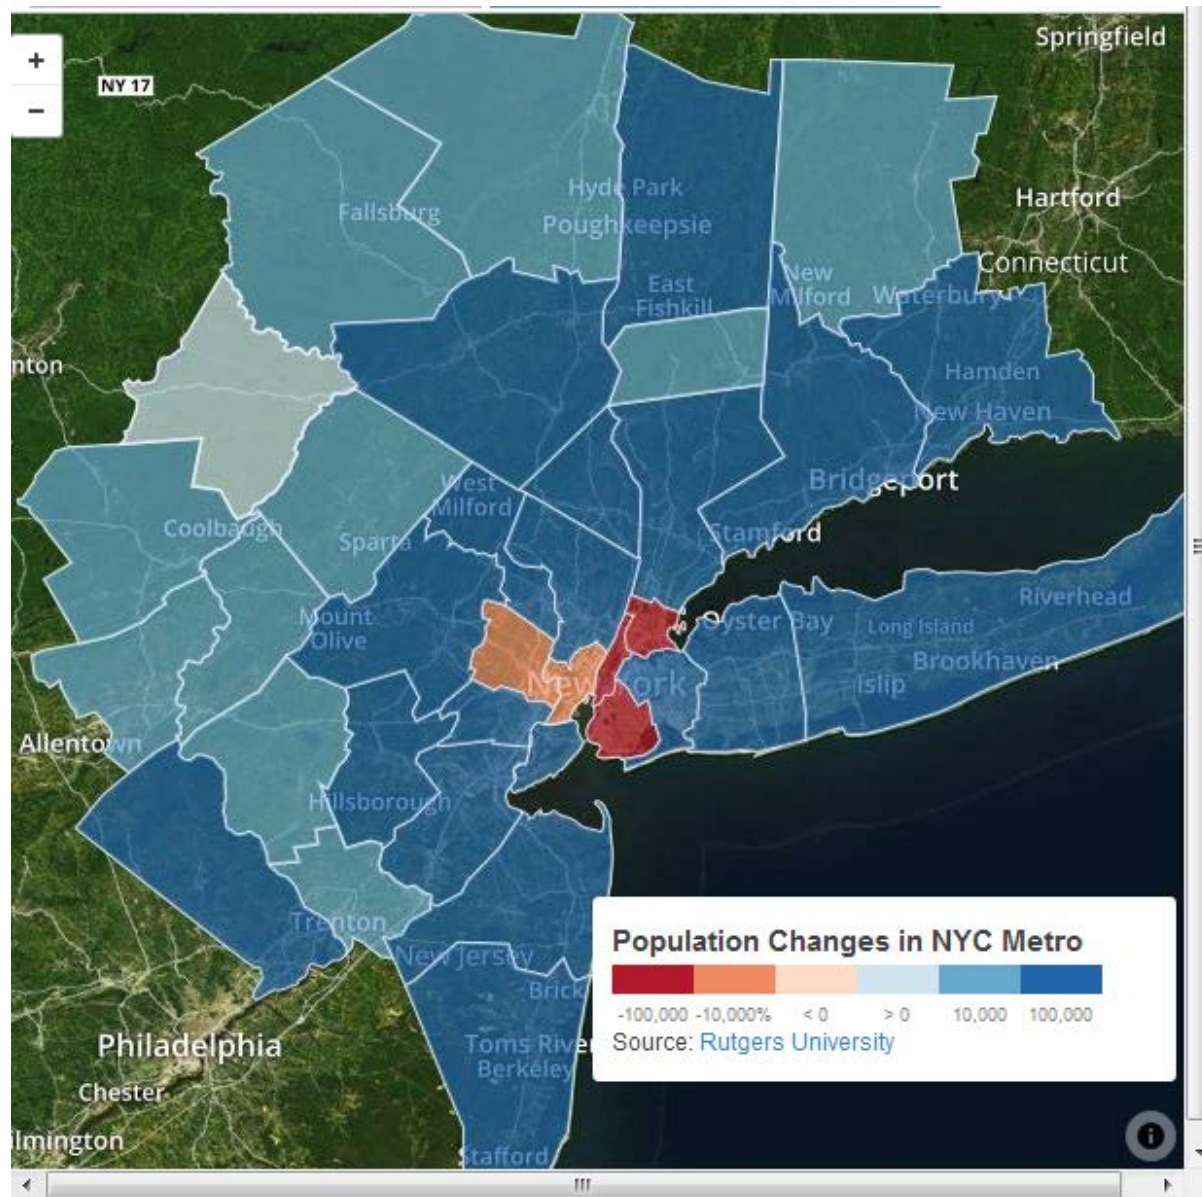 Springfield
+
NY 17
−
Hartford
Hyde Park
Fallsburg
Poughkeepsie
Connecticut
New
Milford
East
Fishkill
Waterbury
nton
Hamden
New Haven
Bridgeport
West
Milford
Coolbaugh
Sparta
Stamford
Riverhead
Mount
Olive
Oyster Bay
Long Island
Brookhaven
New York
Islip
Allentown
Hillsborough
Trenton
New Jersey
Brick
Population Changes in NYC Metro
-100,000 -10,000% < 0 > 0 10,000 100,000
Source: Rutgers University
Philadelphia
Toms River
Berkeley
Chester
ilmington
Stafford
i